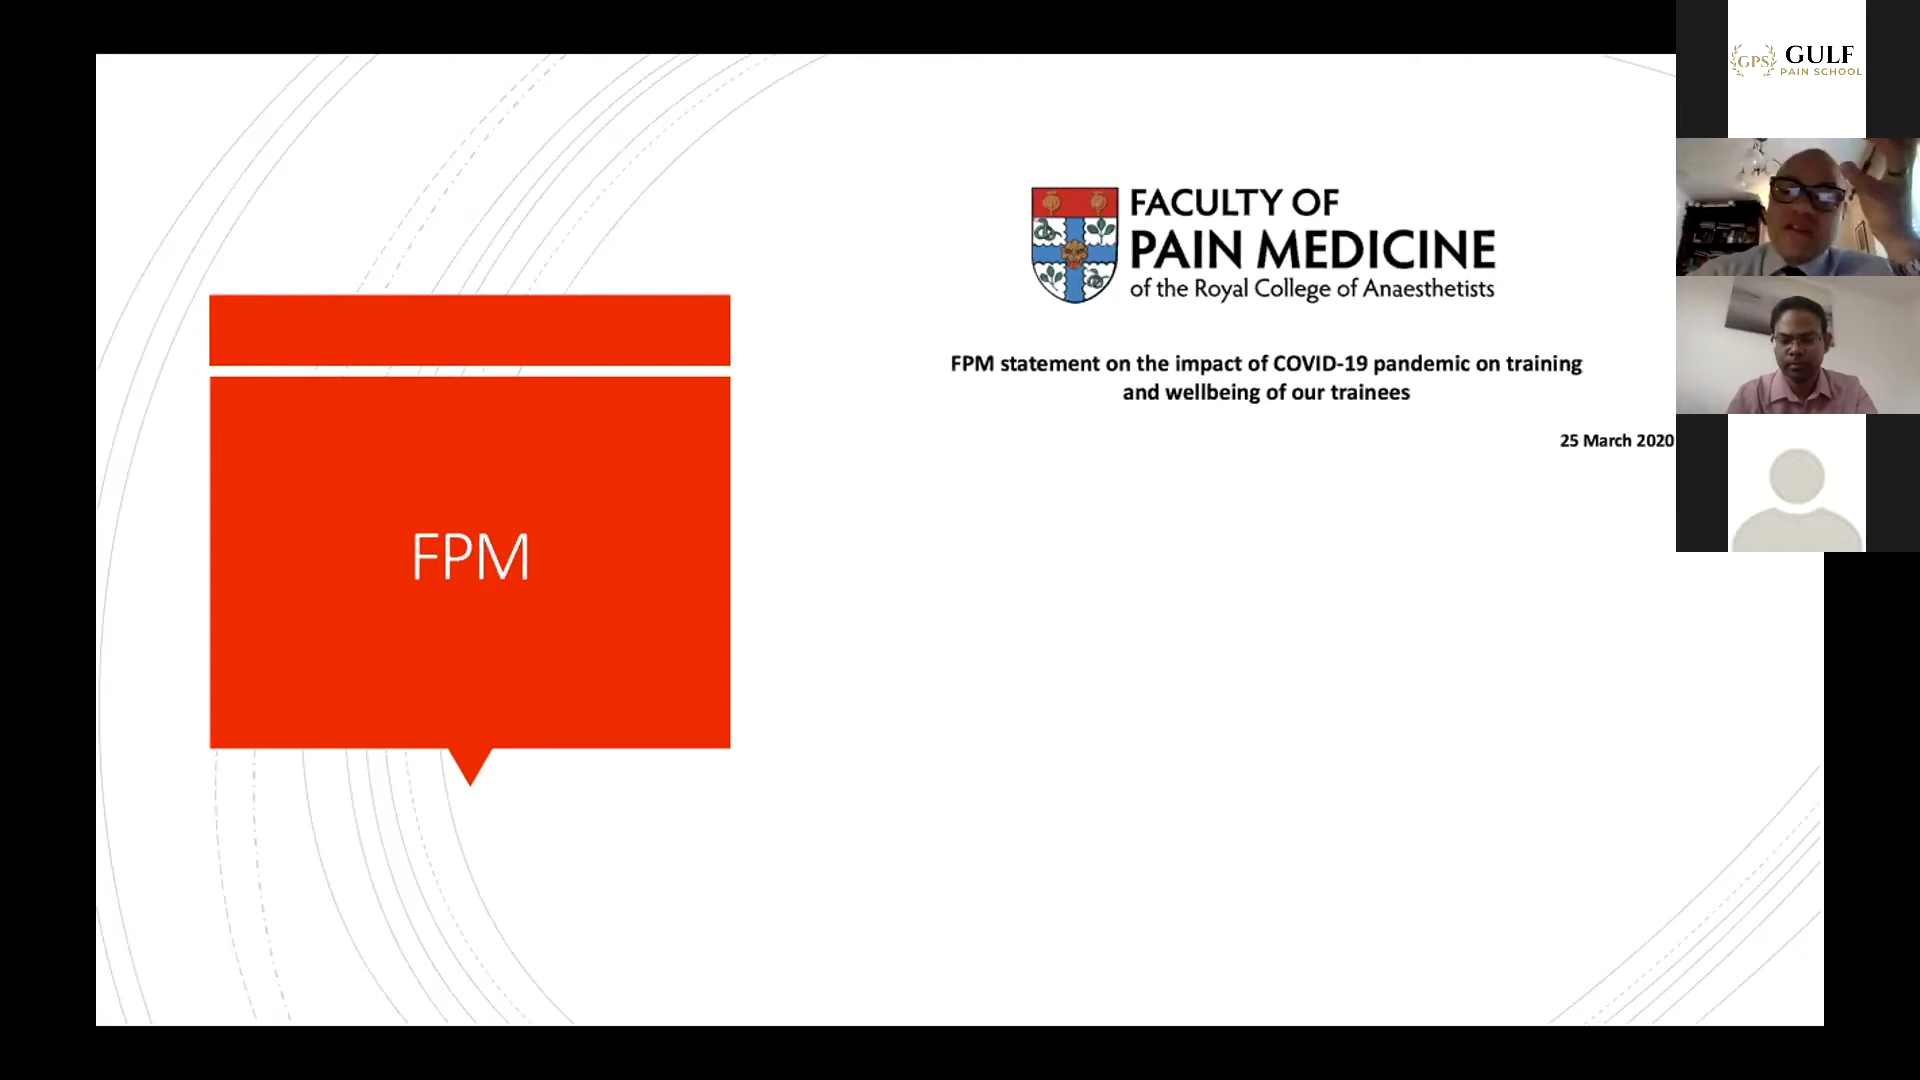 FPM
FACULTY OF
PAIN MEDICINE
of the Royal College of Anaesthetists
FPM statement on the impact of COVID-19 pandemic on training
and wellbeing of our trainees
25 March 2020
GPS
GULF
PAIN SCHOOL